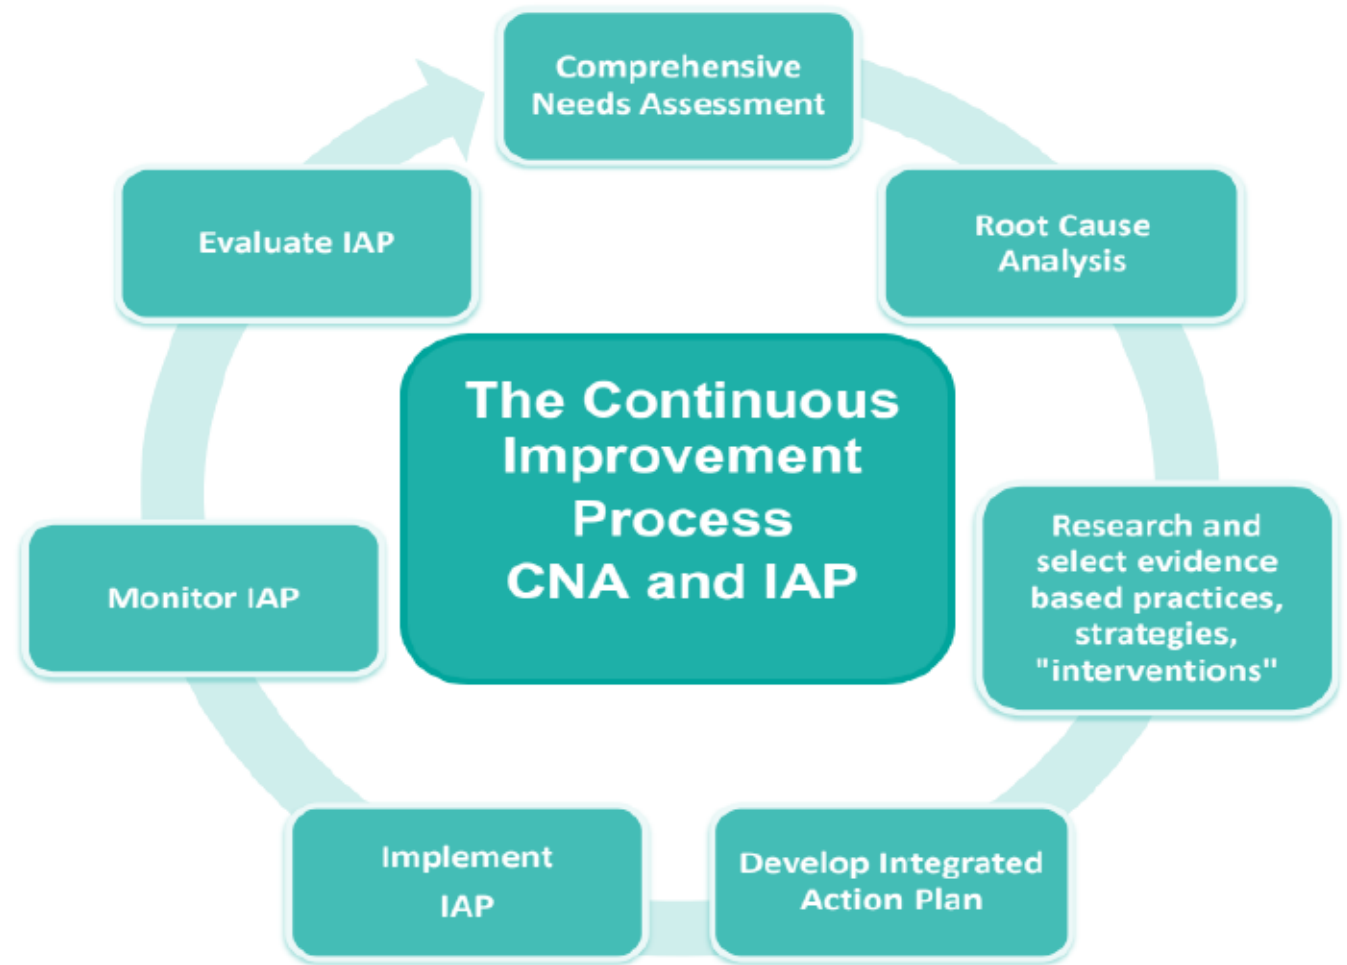 Comprehensive
Needs Assessment
Root Cause
Analysis
Research and
select evidence
based practices,
strategies,
"interventions"
Develop Integrated
Action Plan
Implement
IAP
Monitor IAP
Evaluate IAP
The Continuous
Improvement
Process
CNA and IAP